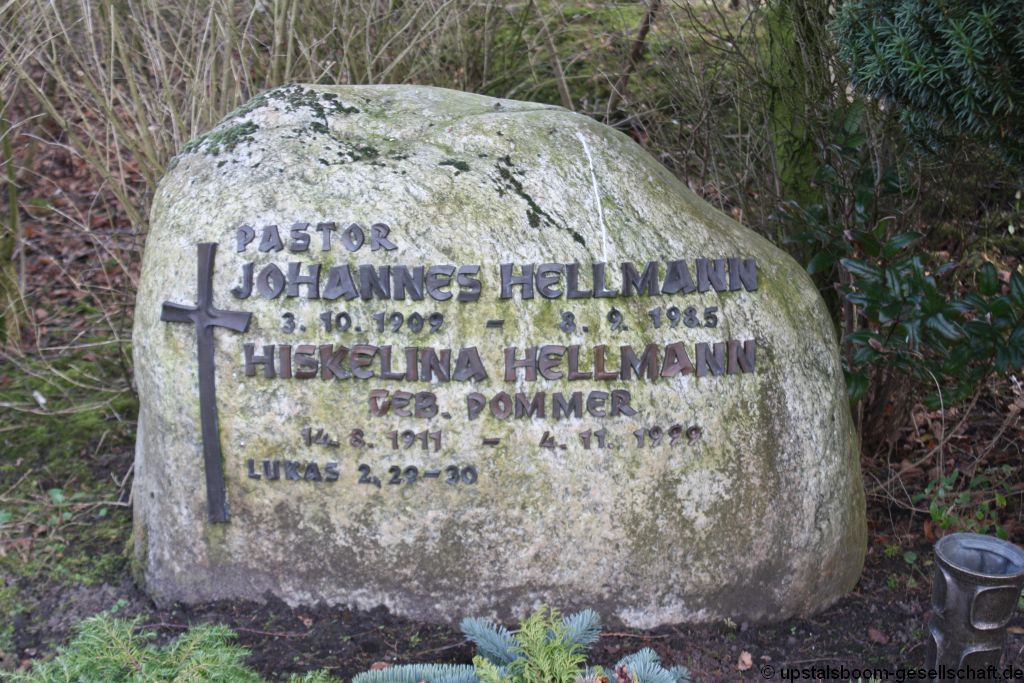 PASTOR
JOHANNES HELLMANN
3. 10. 1909 – 8. 9. 1985
HISKELINA HELLMANN
GEB. POMMER
14. 8. 1911 – 4. 11. 1999
LUKAS 2, 29–30
© upstalsboom-gesellschaft.de